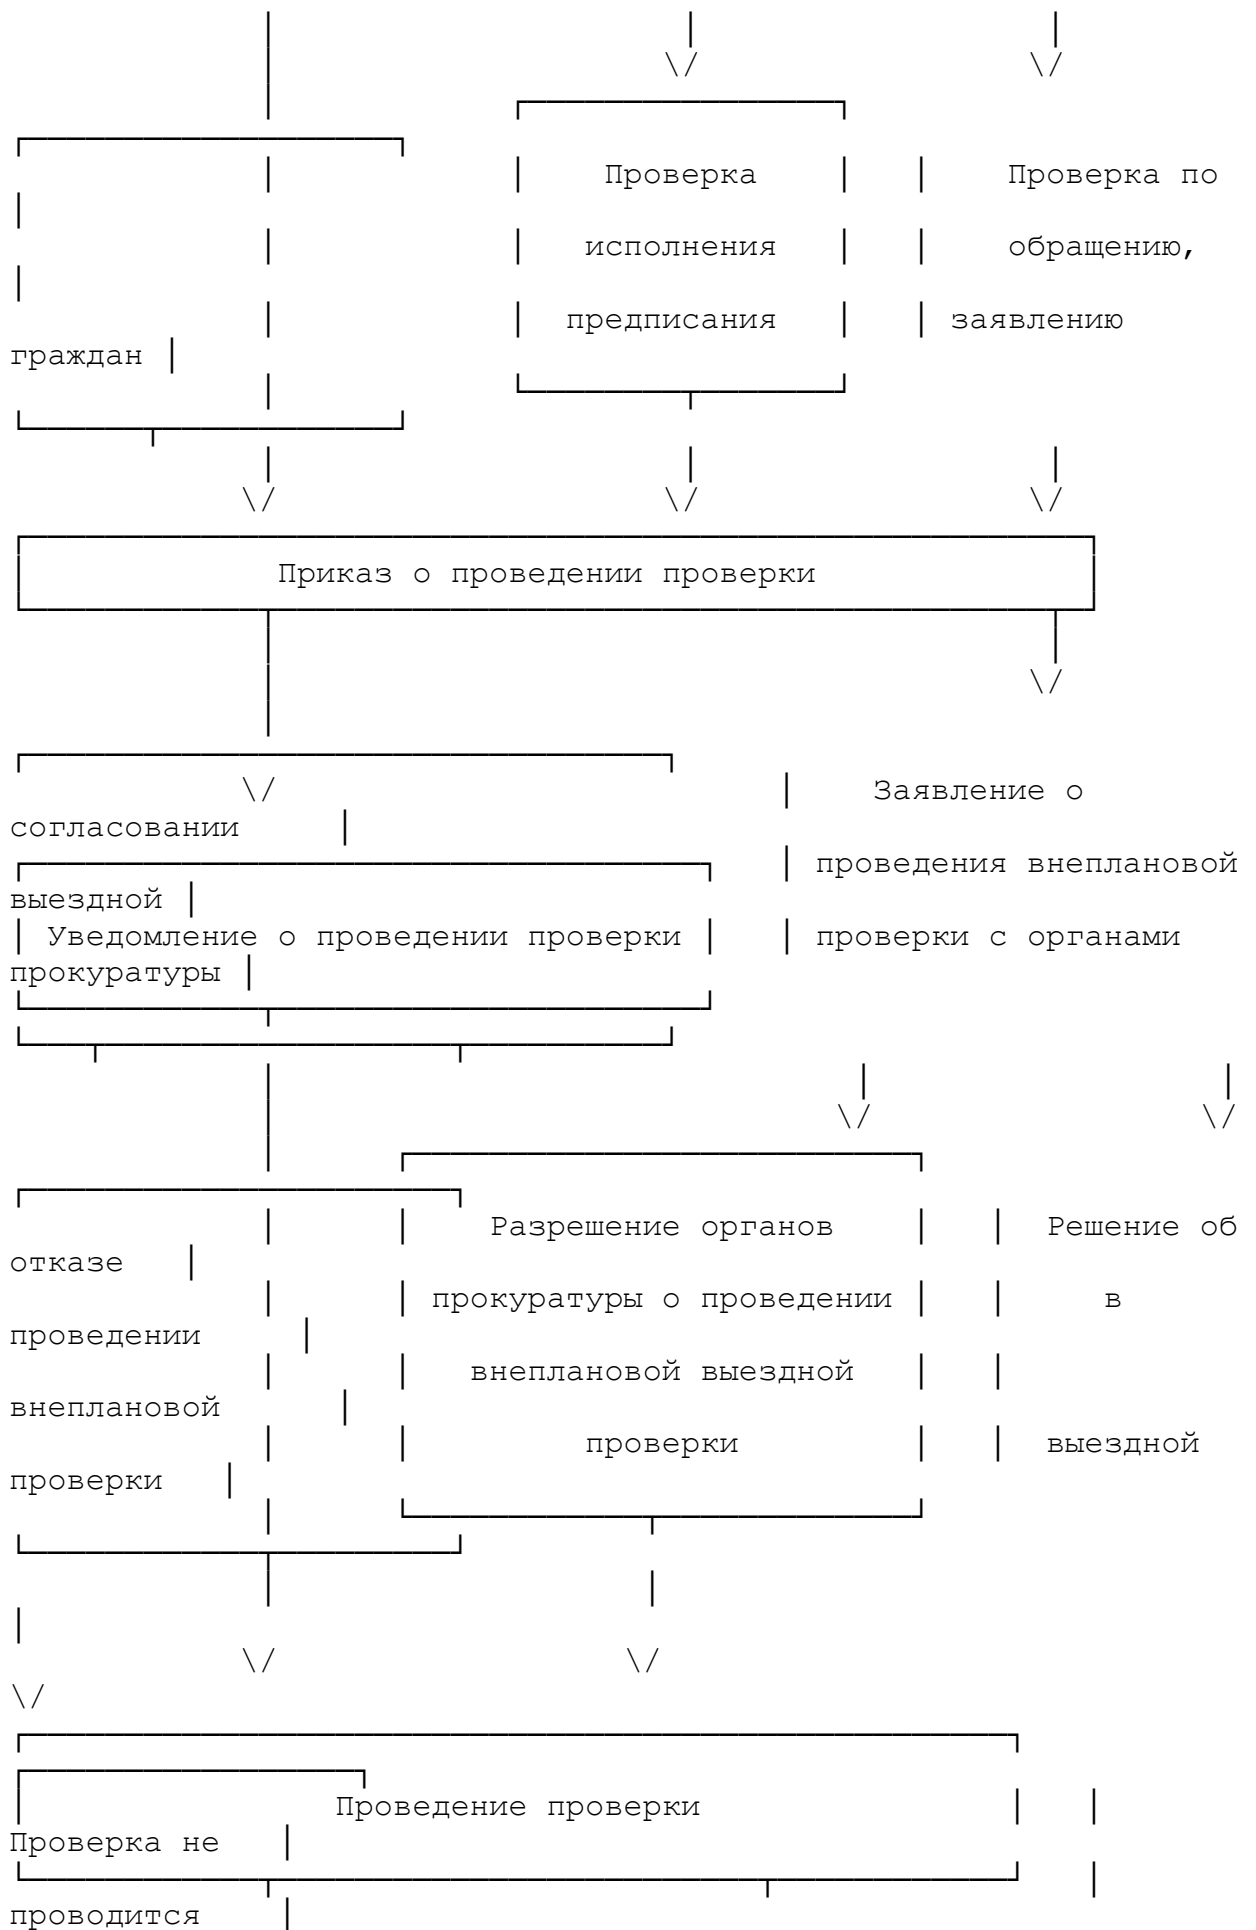 Проверка Проверка по
исполнения обращению,
предписания заявлению
граждан
Приказ о проведении проверки
Заявление о
согласовании
проведения внеплановой
выездной
Уведомление о проведении проверки проверки с органами
прокуратуры
Разрешение органов Решение об
отказе
прокуратуры о проведении в
проведении
внеплановой выездной
внеплановой
проверки выездной
проверки
Проведение проверки
Проверка не
проводится